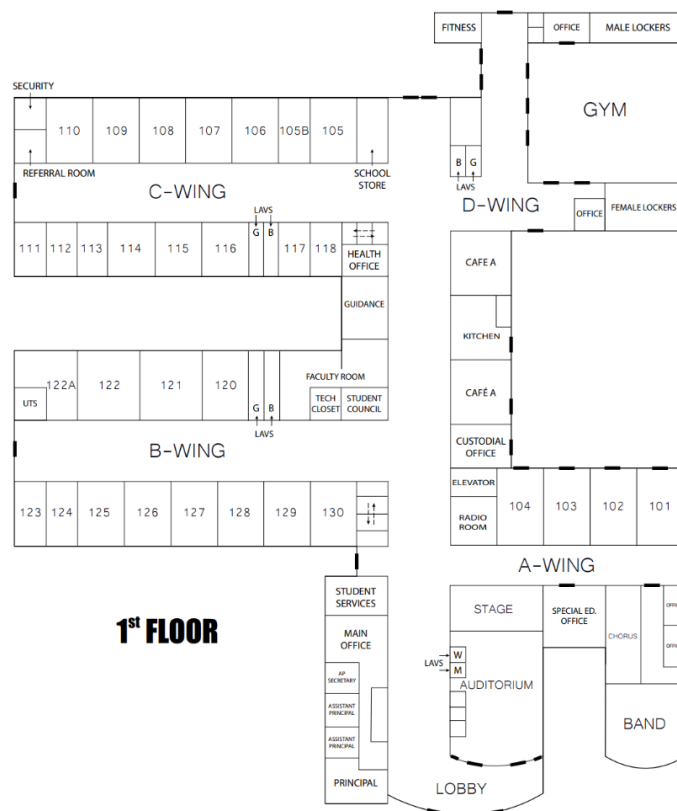 FITNESS
OFFICE
MALE LOCKERS
SECURITY
GYM
110
109
108
107
106
105B
105
REFERRAL ROOM
SCHOOL
STORE
B
G
LAVS
C-WING
D-WING
OFFICE
FEMALE LOCKERS
LAVS
G
B
111
112
113
114
115
116
117
118
HEALTH
OFFICE
CAFE A
GUIDANCE
KITCHEN
FACULTY ROOM
122A
122
121
120
UTS
G
B
LAVS
TECH
CLOSET
STUDENT
COUNCIL
CAFÉ A
CUSTODIAL
OFFICE
B-WING
ELEVATOR
RADIO
ROOM
104
103
102
101
123
124
125
126
127
128
129
130
A-WING
STUDENT
SERVICES
STAGE
SPECIAL ED.
OFFICE
CHORUS
OFFI
OFFI
1st FLOOR
MAIN
OFFICE
LAVS
W
M
AUDITORIUM
AP
SECRETARY
ASSISTANT
PRINCIPAL
ASSISTANT
PRINCIPAL
BAND
PRINCIPAL
LOBBY